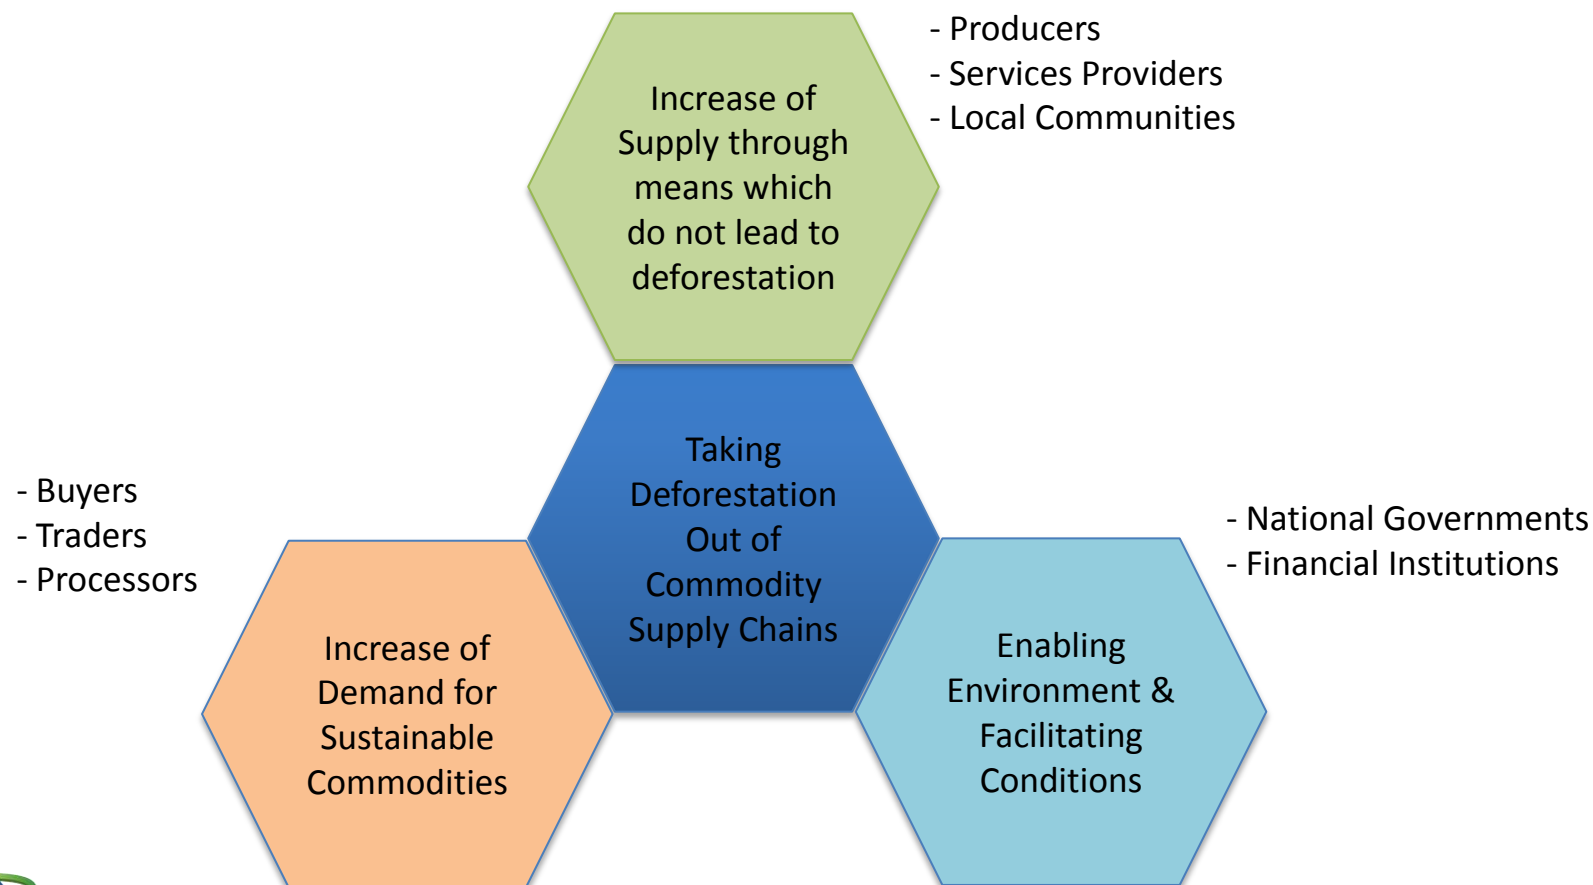 - Producers
- Services Providers
- Local Communities
Increase of
Supply through
means which
do not lead to
deforestation
Taking
Deforestation
Out of
Commodity
Supply Chains
- Buyers
- Traders
- Processors
Increase of
Demand for
Sustainable
Commodities
- National Governments
- Financial Institutions
Enabling
Environment &
Facilitating
Conditions